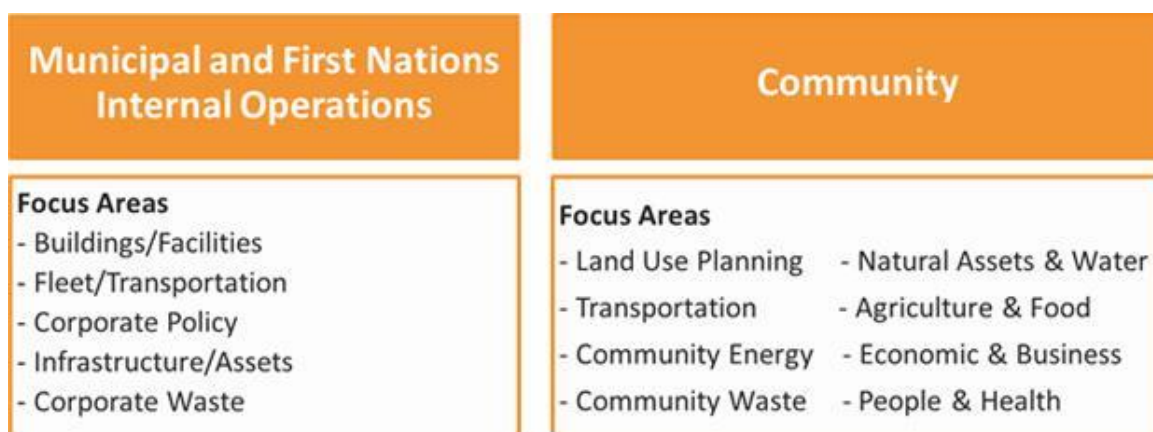 Municipal and First Nations
Internal Operations
Community
Focus Areas
- Buildings/Facilities
- Fleet/Transportation
- Corporate Policy
- Infrastructure/Assets
- Corporate Waste
Focus Areas
- Land Use Planning - Natural Assets & Water
- Transportation - Agriculture & Food
- Community Energy - Economic & Business
- Community Waste - People & Health